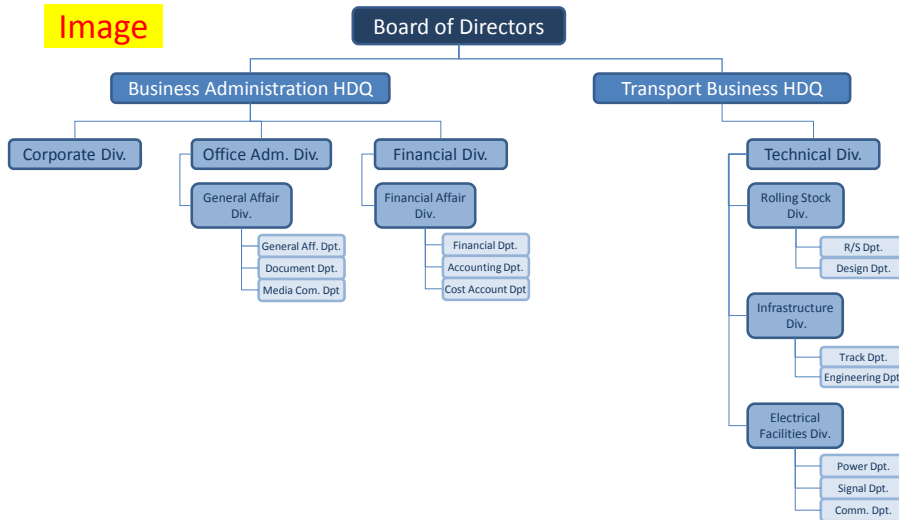 Image
Board of Directors
Business Administration HDQ
Transport Business HDQ
Corporate Div.
Office Adm. Div.
Financial Div.
Technical Div.
General Affair
Div.
General Aff. Dpt.
Document Dpt.
Media Com. Dpt
Financial Affair
Div.
Financial Dpt.
Accounting Dpt.
Cost Account Dpt
Rolling Stock
Div.
R/S Dpt.
Design Dpt.
Infrastructure
Div.
Track Dpt.
Engineering Dpt
Electrical
Facilities Div.
Power Dpt.
Signal Dpt.
Comm. Dpt.